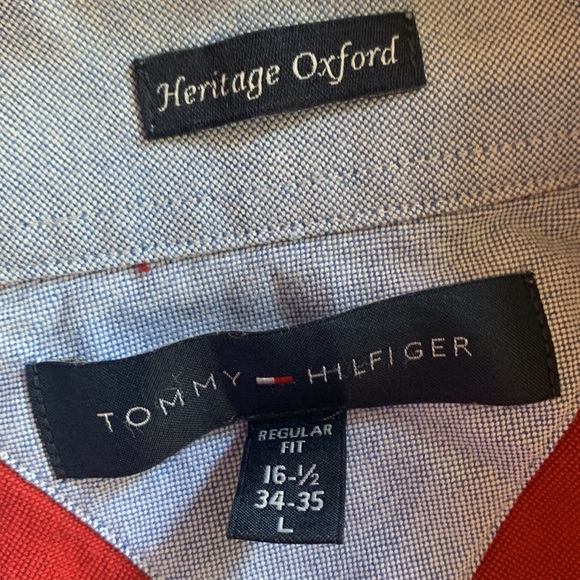 Heritage Oxford
TOMMY HILFIGER
REGULAR
FIT
16-½
34-35
L